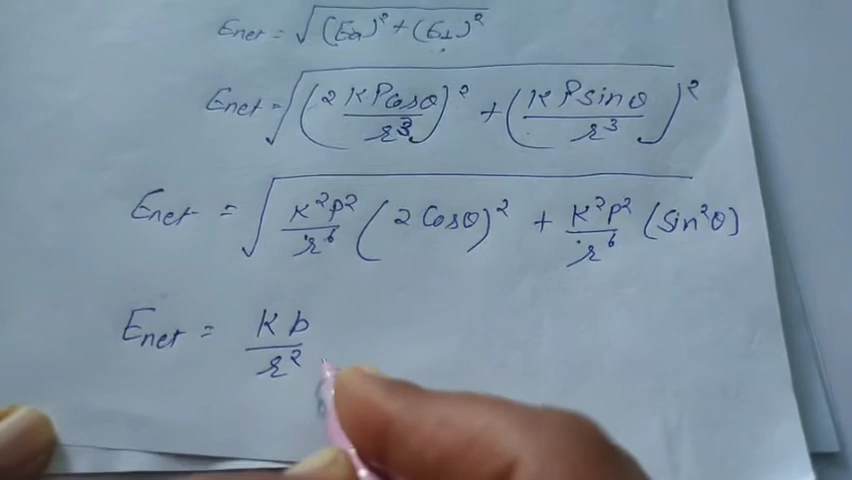 Enet = √(Ea)² + (E⊥)²
Enet = √(2KPcosθ/r³)² + (KPsinθ/r³)²
Enet = √K²P²/r⁶ (2Cosθ)² + K²P²/r⁶ (sin²θ)
Enet = Kp/r²